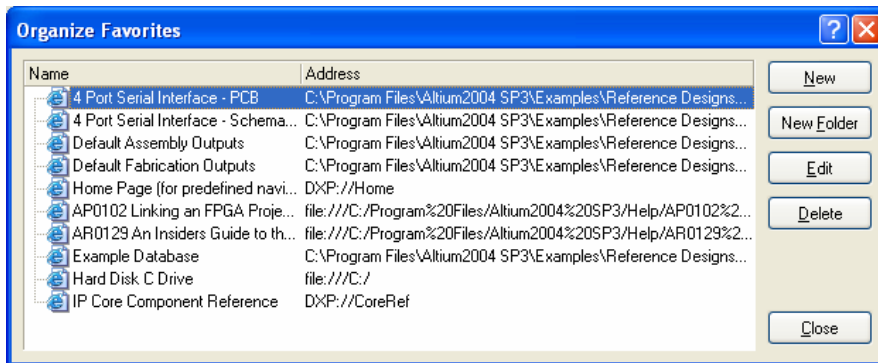 Organize Favorites
Name Address
4 Port Serial Interface - PCB C:\Program Files\Altium2004 SP3\Examples\Reference Designs...
4 Port Serial Interface - Schema... C:\Program Files\Altium2004 SP3\Examples\Reference Designs...
Default Assembly Outputs C:\Program Files\Altium2004 SP3\Examples\Reference Designs...
Default Fabrication Outputs C:\Program Files\Altium2004 SP3\Examples\Reference Designs...
Home Page (for predefined navi... DXP://Home
AP0102 Linking an FPGA Proje... file:///C:/Program%20Files/Altium2004%20SP3/Help/AP0102%2...
AR0129 An Insiders Guide to th... file:///C:/Program%20Files/Altium2004%20SP3/Help/AR0129%2...
Example Database C:\Program Files\Altium2004 SP3\Examples\Reference Designs...
Hard Disk C Drive file:///C:/
IP Core Component Reference DXP://CoreRef
New
New Folder
Edit
Delete
Close